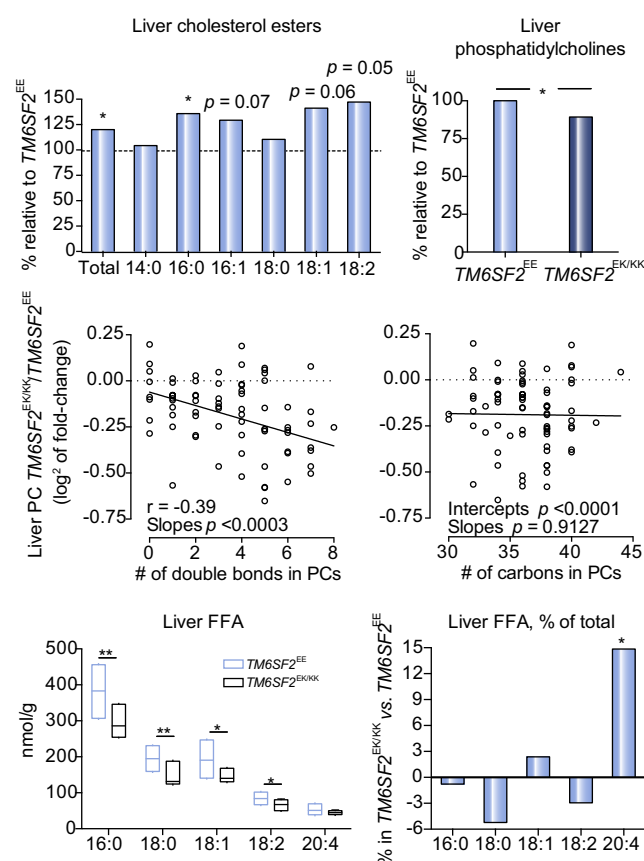 Liver cholesterol esters
% relative to TM6SF2EE
150
125
100
75
50
25
0
*
*
p = 0.07
p = 0.06
p = 0.05
Total 14:0 16:0 16:1 18:0 18:1 18:2
Liver
phosphatidylcholines
% relative to TM6SF2EE
100
75
50
25
0
*
TM6SF2EE TM6SF2EK/KK
Liver PC TM6SF2EK/KK/TM6SF2EE
(log2 of fold-change)
0.25
0.00
-0.25
-0.50
-0.75
r = -0.39
Slopes p <0.0003
0 2 4 6 8
# of double bonds in PCs
0.25
0.00
-0.25
-0.50
-0.75
Intercepts p <0.0001
Slopes p = 0.9127
30 35 40 45
# of carbons in PCs
Liver FFA
nmol/g
500
400
300
200
100
0
TM6SF2EE
TM6SF2EK/KK
**
**
*
*
16:0 18:0 18:1 18:2 20:4
Liver FFA, % of total
% in TM6SF2EK/KK vs. TM6SF2EE
15
12
9
6
3
0
-3
-6
*
16:0 18:0 18:1 18:2 20:4